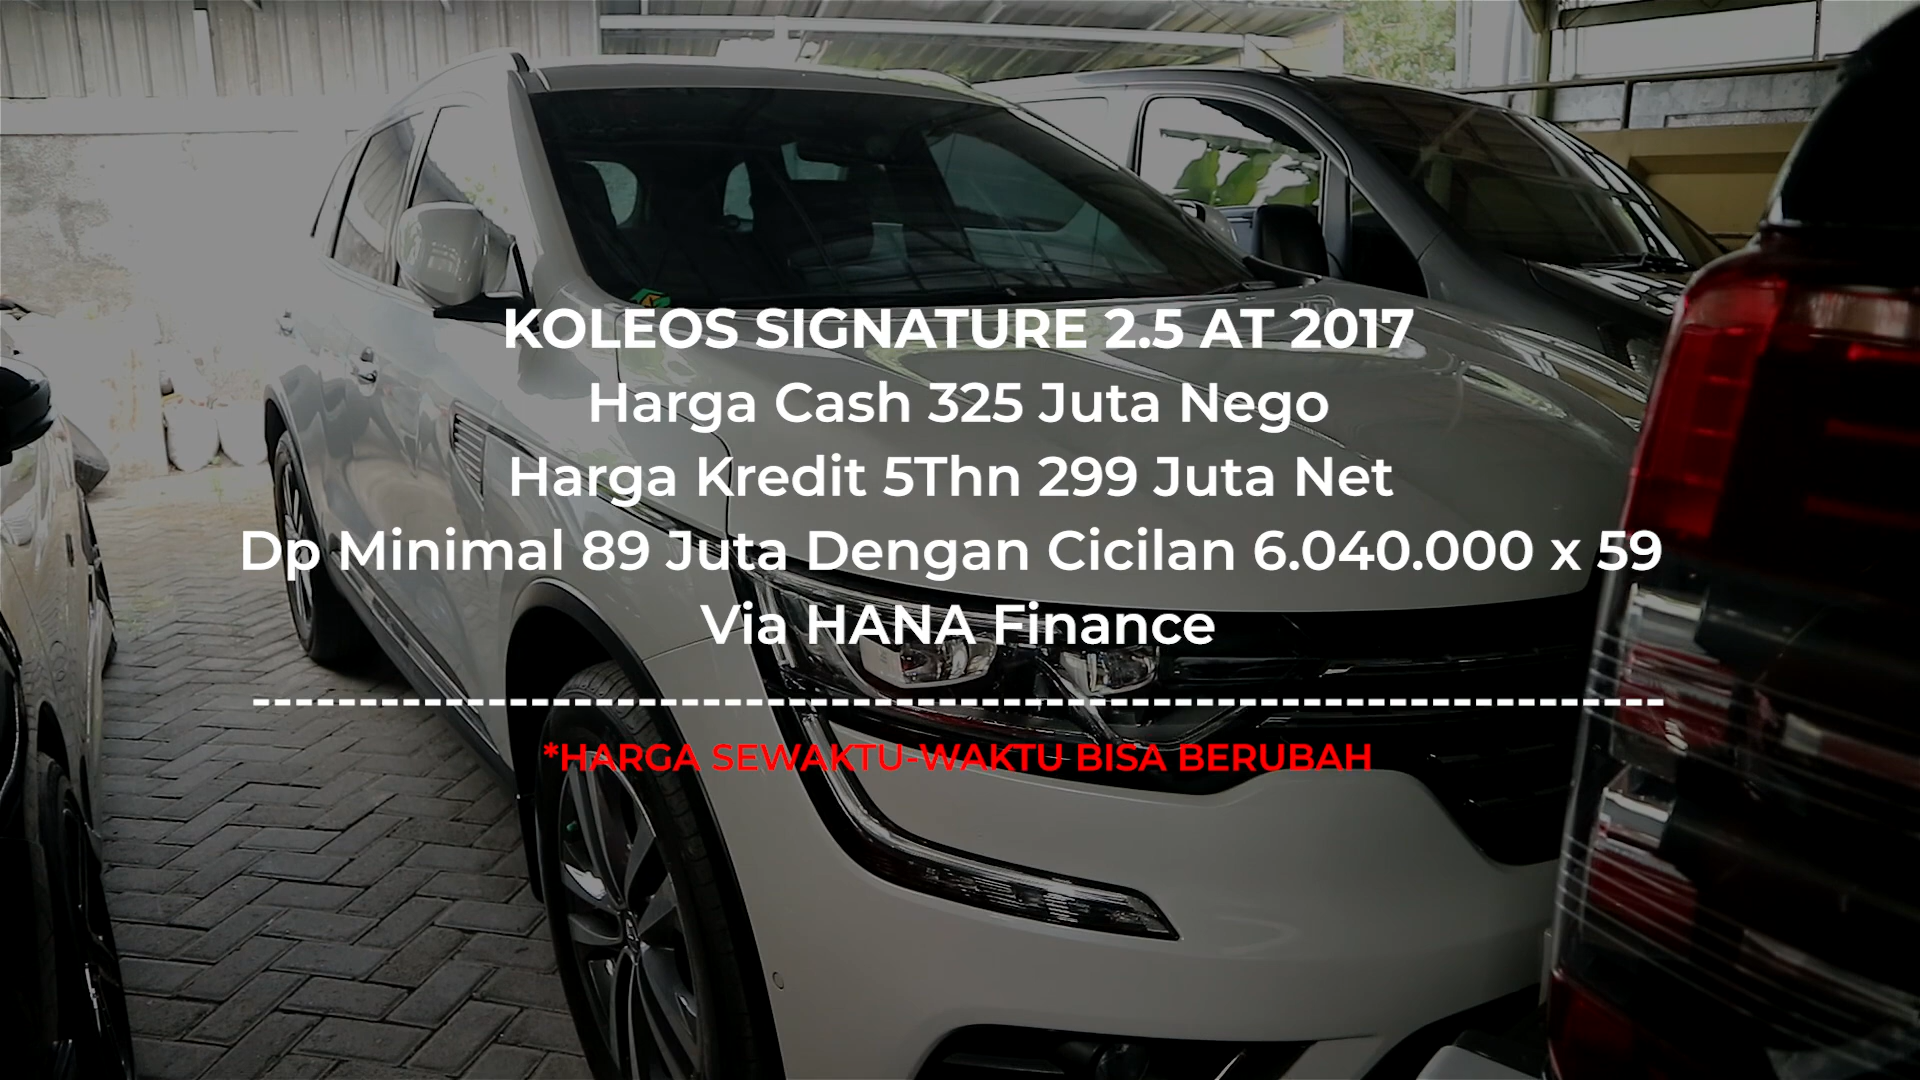 KOLEOS SIGNATURE 2.5 AT 2017
Harga Cash 325 Juta Nego
Harga Kredit 5Thn 299 Juta Net
Dp Minimal 89 Juta Dengan Cicilan 6.040.000 x 59
Via HANA Finance
------------------------------------------------------------------
*HARGA SEWAKTU-WAKTU BISA BERUBAH